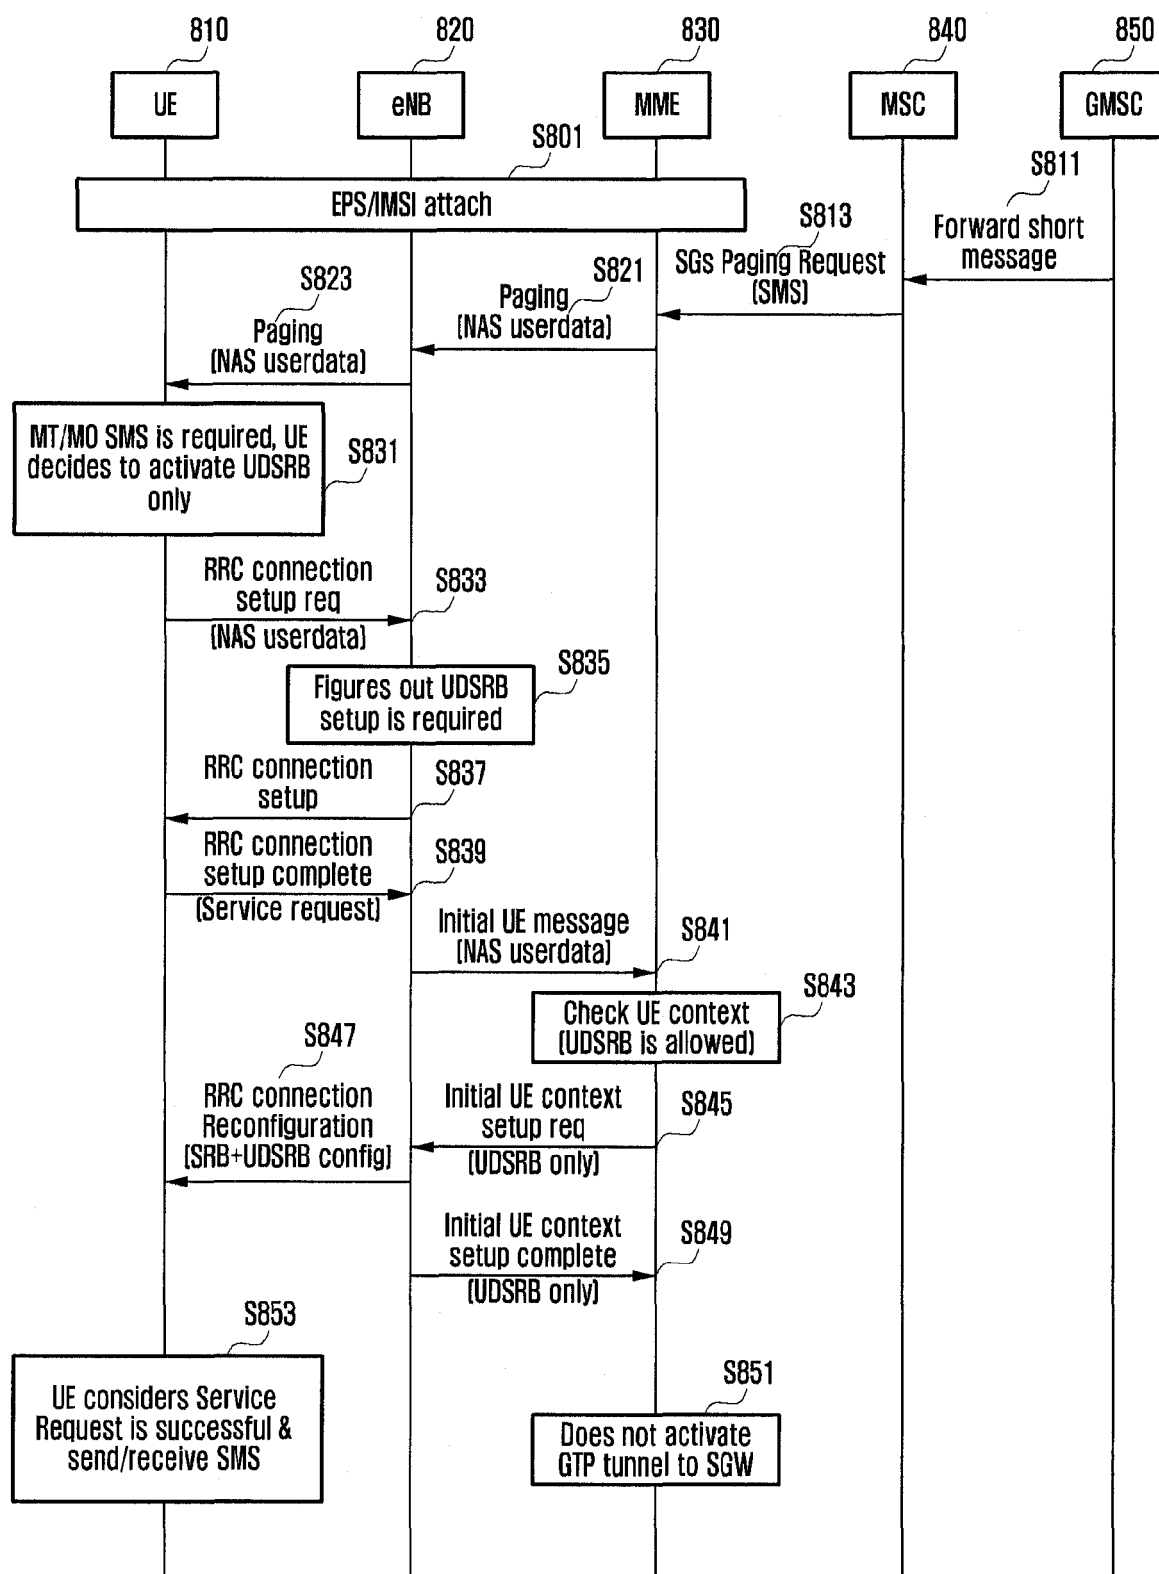 810
820
830
840
850
UE
eNB
MME
MSC
GMSC
S801
EPS/IMSI attach
S811
Forward short
message
S813
SGs Paging Request
(SMS)
S821
Paging
(NAS userdata)
S823
Paging
(NAS userdata)
MT/MO SMS is required, UE
decides to activate UDSRB
only
S831
RRC connection
setup req
(NAS userdata)
S833
S835
Figures out UDSRB
setup is required
RRC connection
setup
S837
RRC connection
setup complete
(Service request)
S839
Initial UE message
(NAS userdata)
S841
S843
Check UE context
(UDSRB is allowed)
S847
RRC connection
Reconfiguration
(SRB+UDSRB config)
Initial UE context
setup req
(UDSRB only)
S845
Initial UE context
setup complete
(UDSRB only)
S849
S853
UE considers Service
Request is successful &
send/receive SMS
S851
Does not activate
GTP tunnel to SGW